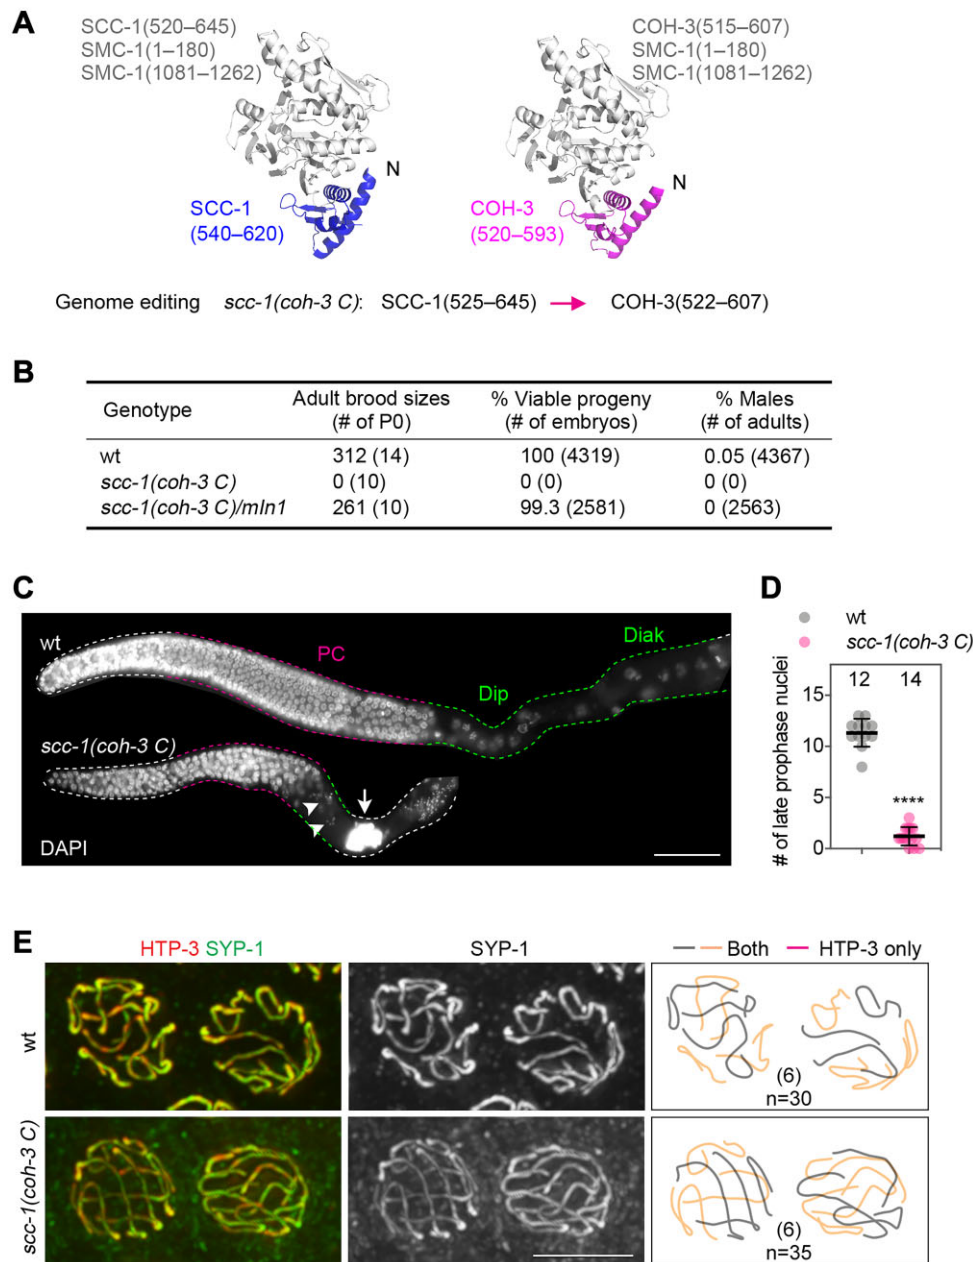 A
SCC-1(520–645)
SMC-1(1–180)
SMC-1(1081–1262)
COH-3(515–607)
SMC-1(1–180)
SMC-1(1081–1262)
N
SCC-1
(540–620)
N
COH-3
(520–593)
Genome editing scc-1(coh-3 C): SCC-1(525–645) → COH-3(522–607)
B
Genotype Adult brood sizes (# of P0) % Viable progeny (# of embryos) % Males (# of adults)
wt 312 (14) 100 (4319) 0.05 (4367)
scc-1(coh-3 C) 0 (10) 0 (0) 0 (0)
scc-1(coh-3 C)/mIn1 261 (10) 99.3 (2581) 0 (2563)
C
wt
PC
Dip
Diak
scc-1(coh-3 C)
DAPI
D
wt
scc-1(coh-3 C)
# of late prophase nuclei
15
10
5
0
12 14
****
E
HTP-3 SYP-1
SYP-1
Both HTP-3 only
wt
(6)
n=30
scc-1(coh-3 C)
(6)
n=35